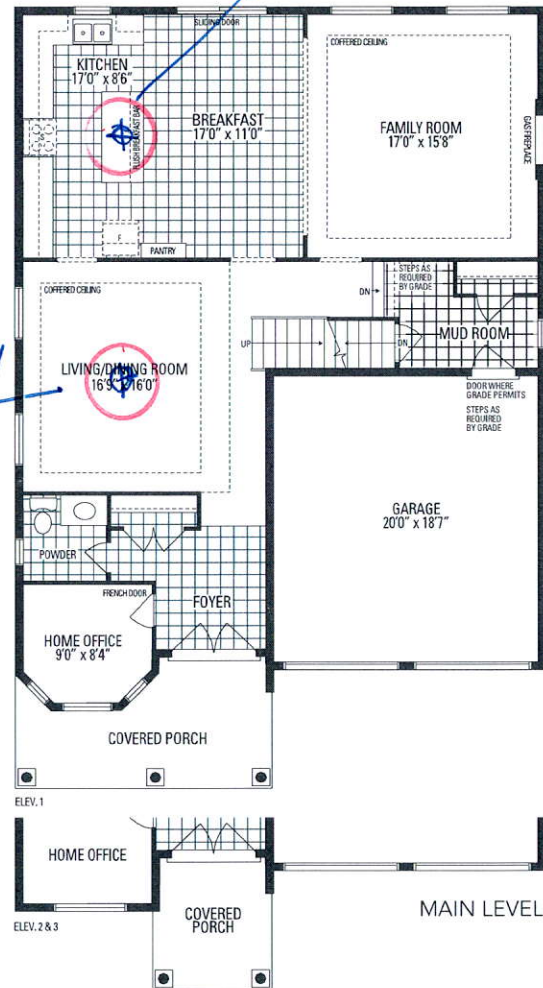 SLIDING DOOR
KITCHEN
17'0" x 8'6"
FLUSH BREAKFAST BAR
BREAKFAST
17'0" x 11'0"
COFFERED CEILING
FAMILY ROOM
17'0" x 15'8"
GAS FIREPLACE
F
PANTRY
COFFERED CEILING
LIVING/DINING ROOM
16'9" x 16'0"
DN
STEPS AS
REQUIRED
BY GRADE
UP
DN
MUD ROOM
DOOR WHERE
GRADE PERMITS
STEPS AS
REQUIRED
BY GRADE
GARAGE
20'0" x 18'7"
POWDER
FRENCH DOOR
FOYER
HOME OFFICE
9'0" x 8'4"
COVERED PORCH
ELEV. 1
HOME OFFICE
COVERED
PORCH
ELEV. 2 & 3
MAIN LEVEL